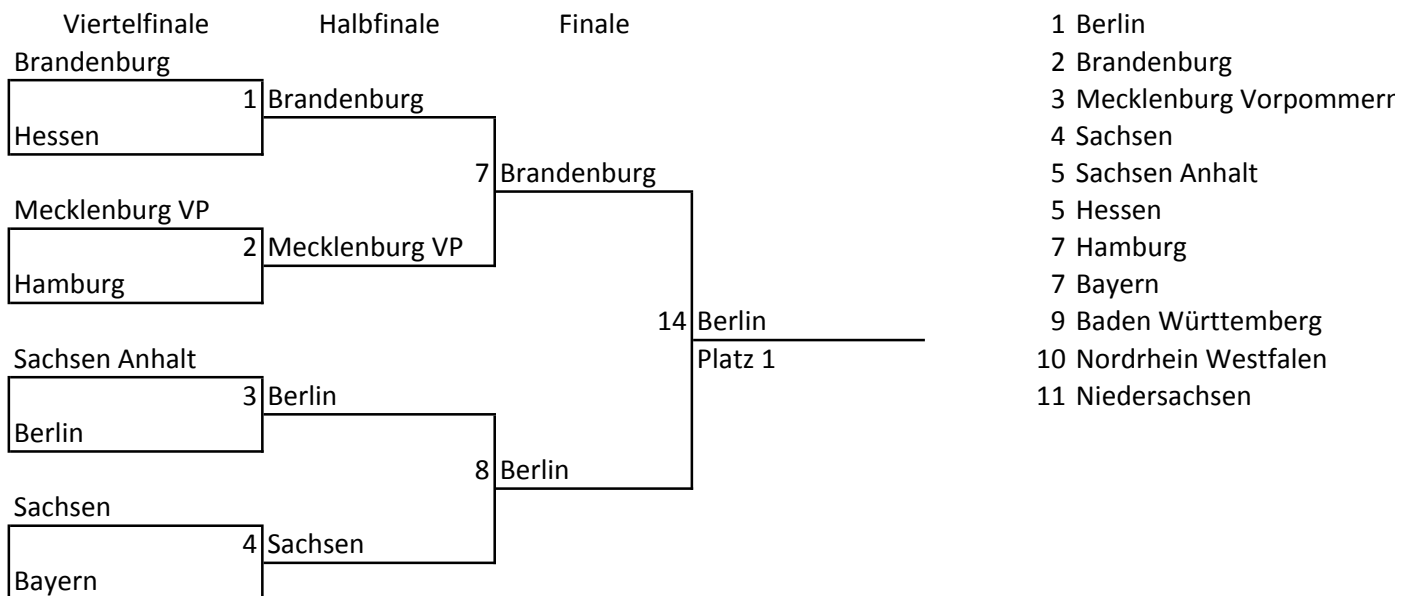 Viertelfinale Halbfinale Finale
Brandenburg
1 Brandenburg
Hessen
7 Brandenburg
Mecklenburg VP
2 Mecklenburg VP
Hamburg
14 Berlin
Sachsen Anhalt
Platz 1
3 Berlin
Berlin
8 Berlin
Sachsen
4 Sachsen
Bayern
1 Berlin
2 Brandenburg
3 Mecklenburg Vorpommerr
4 Sachsen
5 Sachsen Anhalt
5 Hessen
7 Hamburg
7 Bayern
9 Baden Württemberg
10 Nordrhein Westfalen
11 Niedersachsen